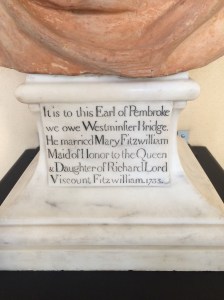 It is to this Earl of Pembroke
we owe Westminster Bridge.
He married Mary Fitzwilliam
Maid of Honor to the Queen
& Daughter of Richard Lord
Viscount Fitzwilliam. 1733.